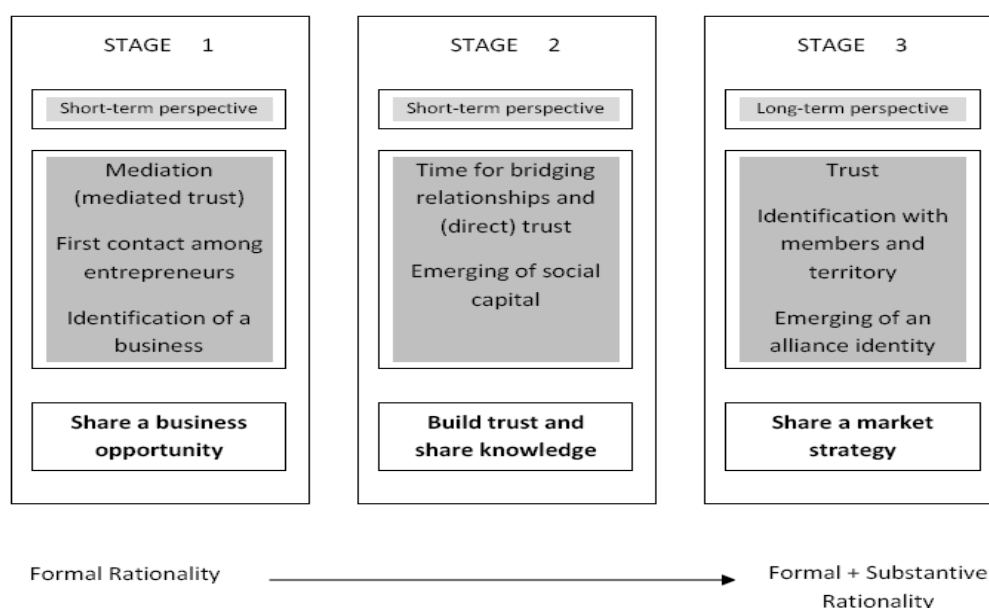 STAGE 1
Short-term perspective
Mediation
(mediated trust)
First contact among
entrepreneurs
Identification of a
business
Share a business
opportunity
STAGE 2
Short-term perspective
Time for bridging
relationships and
(direct) trust
Emerging of social
capital
Build trust and
share knowledge
STAGE 3
Long-term perspective
Trust
Identification with
members and
territory
Emerging of an
alliance identity
Share a market
strategy
Formal Rationality
Formal + Substantive
Rationality